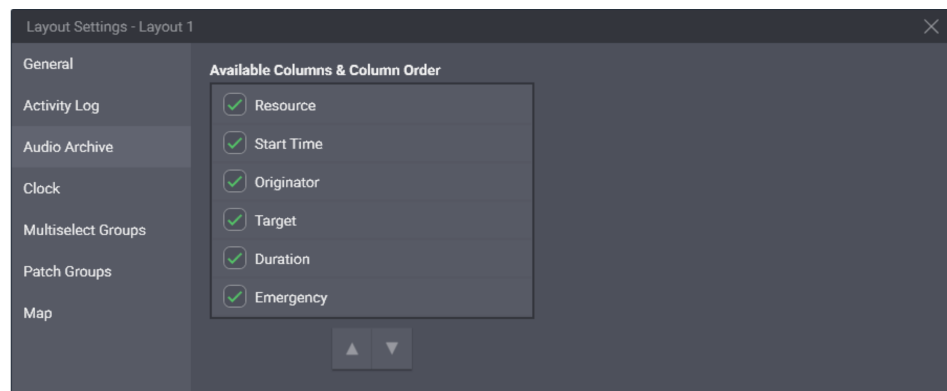 Layout Settings - Layout 1
General
Activity Log
Audio Archive
Clock
Multiselect Groups
Patch Groups
Map
Available Columns & Column Order
Resource
Start Time
Originator
Target
Duration
Emergency